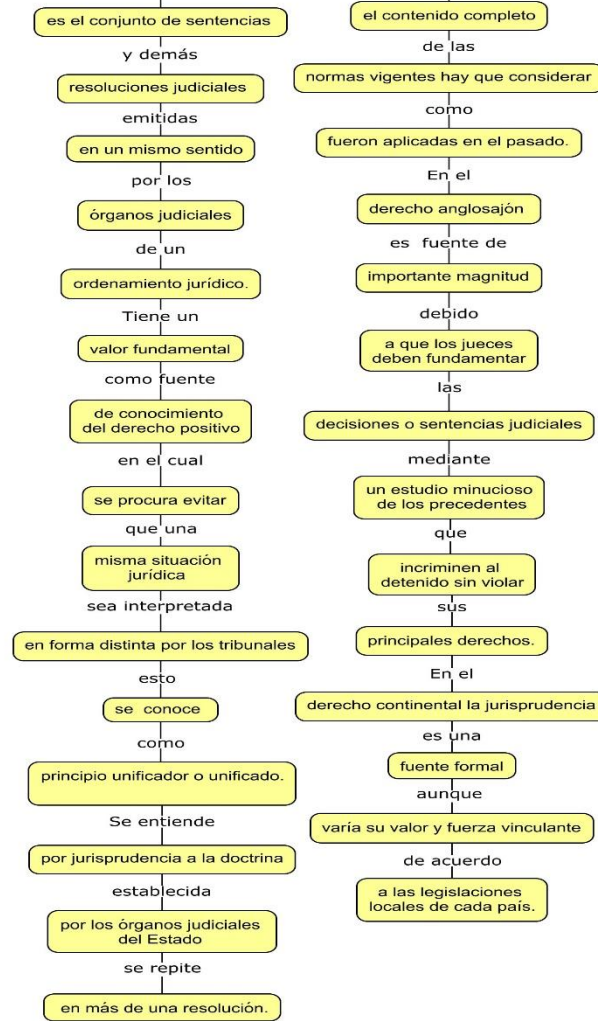 es el conjunto de sentencias
y demás
resoluciones judiciales
emitidas
en un mismo sentido
por los
órganos judiciales
de un
ordenamiento jurídico.
Tiene un
valor fundamental
como fuente
de conocimiento
del derecho positivo
en el cual
se procura evitar
que una
misma situación
jurídica
sea interpretada
en forma distinta por los tribunales
esto
se conoce
como
principio unificador o unificado.
Se entiende
por jurisprudencia a la doctrina
establecida
por los órganos judiciales
del Estado
se repite
en más de una resolución.
el contenido completo
de las
normas vigentes hay que considerar
como
fueron aplicadas en el pasado.
En el
derecho anglosajón
es fuente de
importante magnitud
debido
a que los jueces
deben fundamentar
las
decisiones o sentencias judiciales
mediante
un estudio minucioso
de los precedentes
que
incriminen al
detenido sin violar
sus
principales derechos.
En el
derecho continental la jurisprudencia
es una
fuente formal
aunque
varía su valor y fuerza vinculante
de acuerdo
a las legislaciones
locales de cada país.